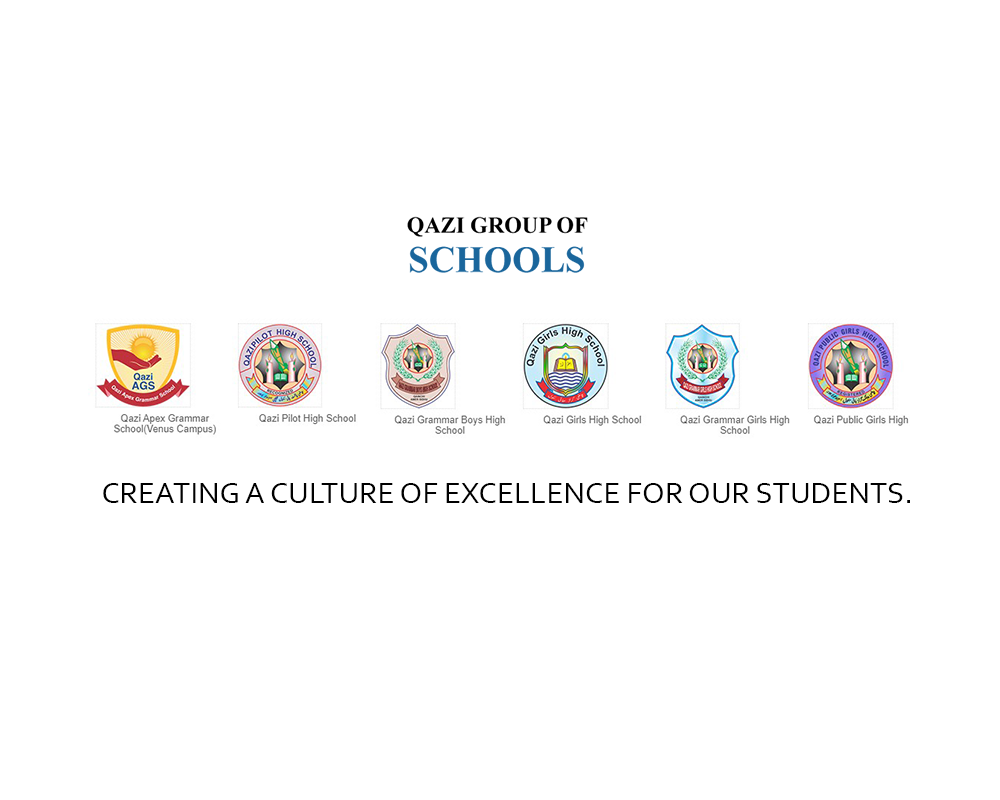 QAZI GROUP OF
SCHOOLS
Qazi
AGS
Qazi Apex Grammar School
QAZI PILOT HIGH SCHOOL
Qazi Girls High School
QAZI PUBLIC GIRLS HIGH SCHOOL
REGISTERED
Qazi Apex Grammar
School(Venus Campus)
Qazi Pilot High School
Qazi Grammar Boys High
School
Qazi Girls High School
Qazi Grammar Girls High
School
Qazi Public Girls High
CREATING A CULTURE OF EXCELLENCE FOR OUR STUDENTS.